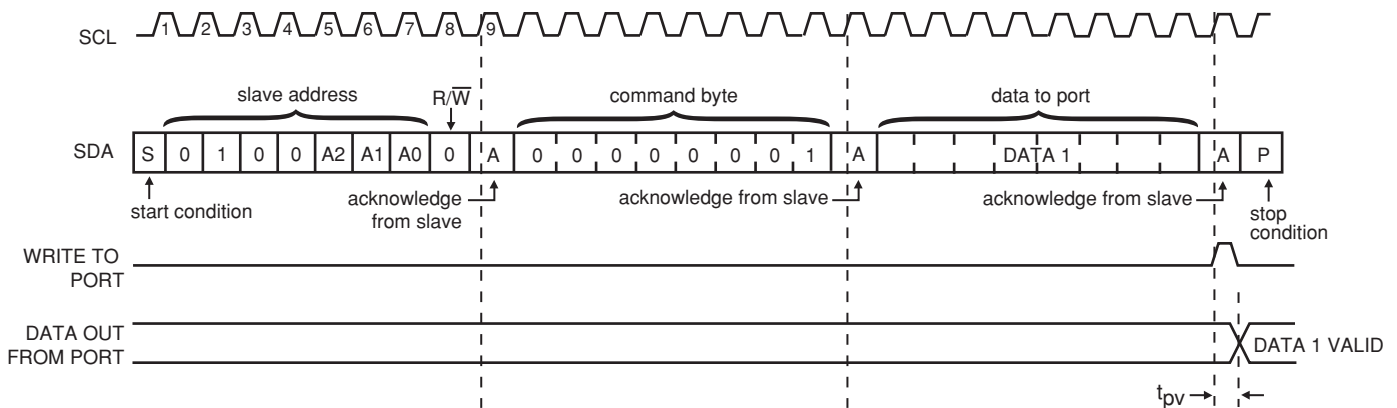 SCL 1 2 3 4 5 6 7 8 9
slave address R/W̅ command byte data to port
SDA S 0 1 0 0 A2 A1 A0 0 A 0 0 0 0 0 0 0 1 A DATA 1 A P
start condition
acknowledge
from slave
acknowledge from slave
acknowledge from slave
stop
condition
WRITE TO
PORT
DATA OUT
FROM PORT
DATA 1 VALID
tpv